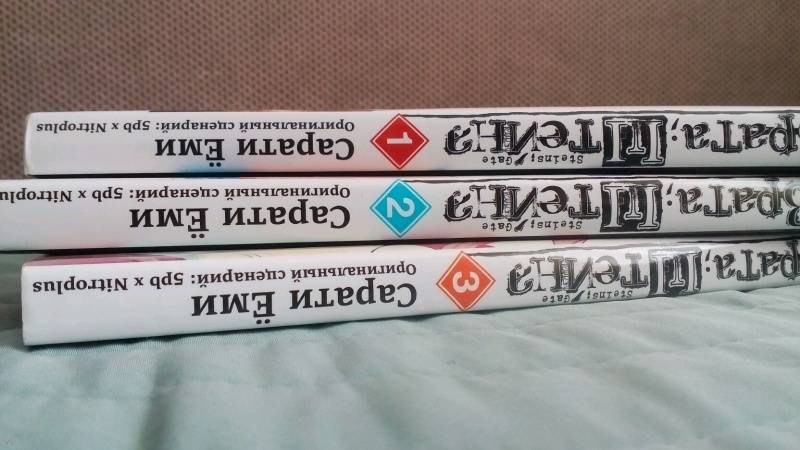 Врата;Штейна
Steins;Gate
1
Сарати Ёми
Оригинальный сценарий: 5pb x Nitroplus
Врата;Штейна
Steins;Gate
2
Сарати Ёми
Оригинальный сценарий: 5pb x Nitroplus
Врата;Штейна
Steins;Gate
3
Сарати Ёми
Оригинальный сценарий: 5pb x Nitroplus